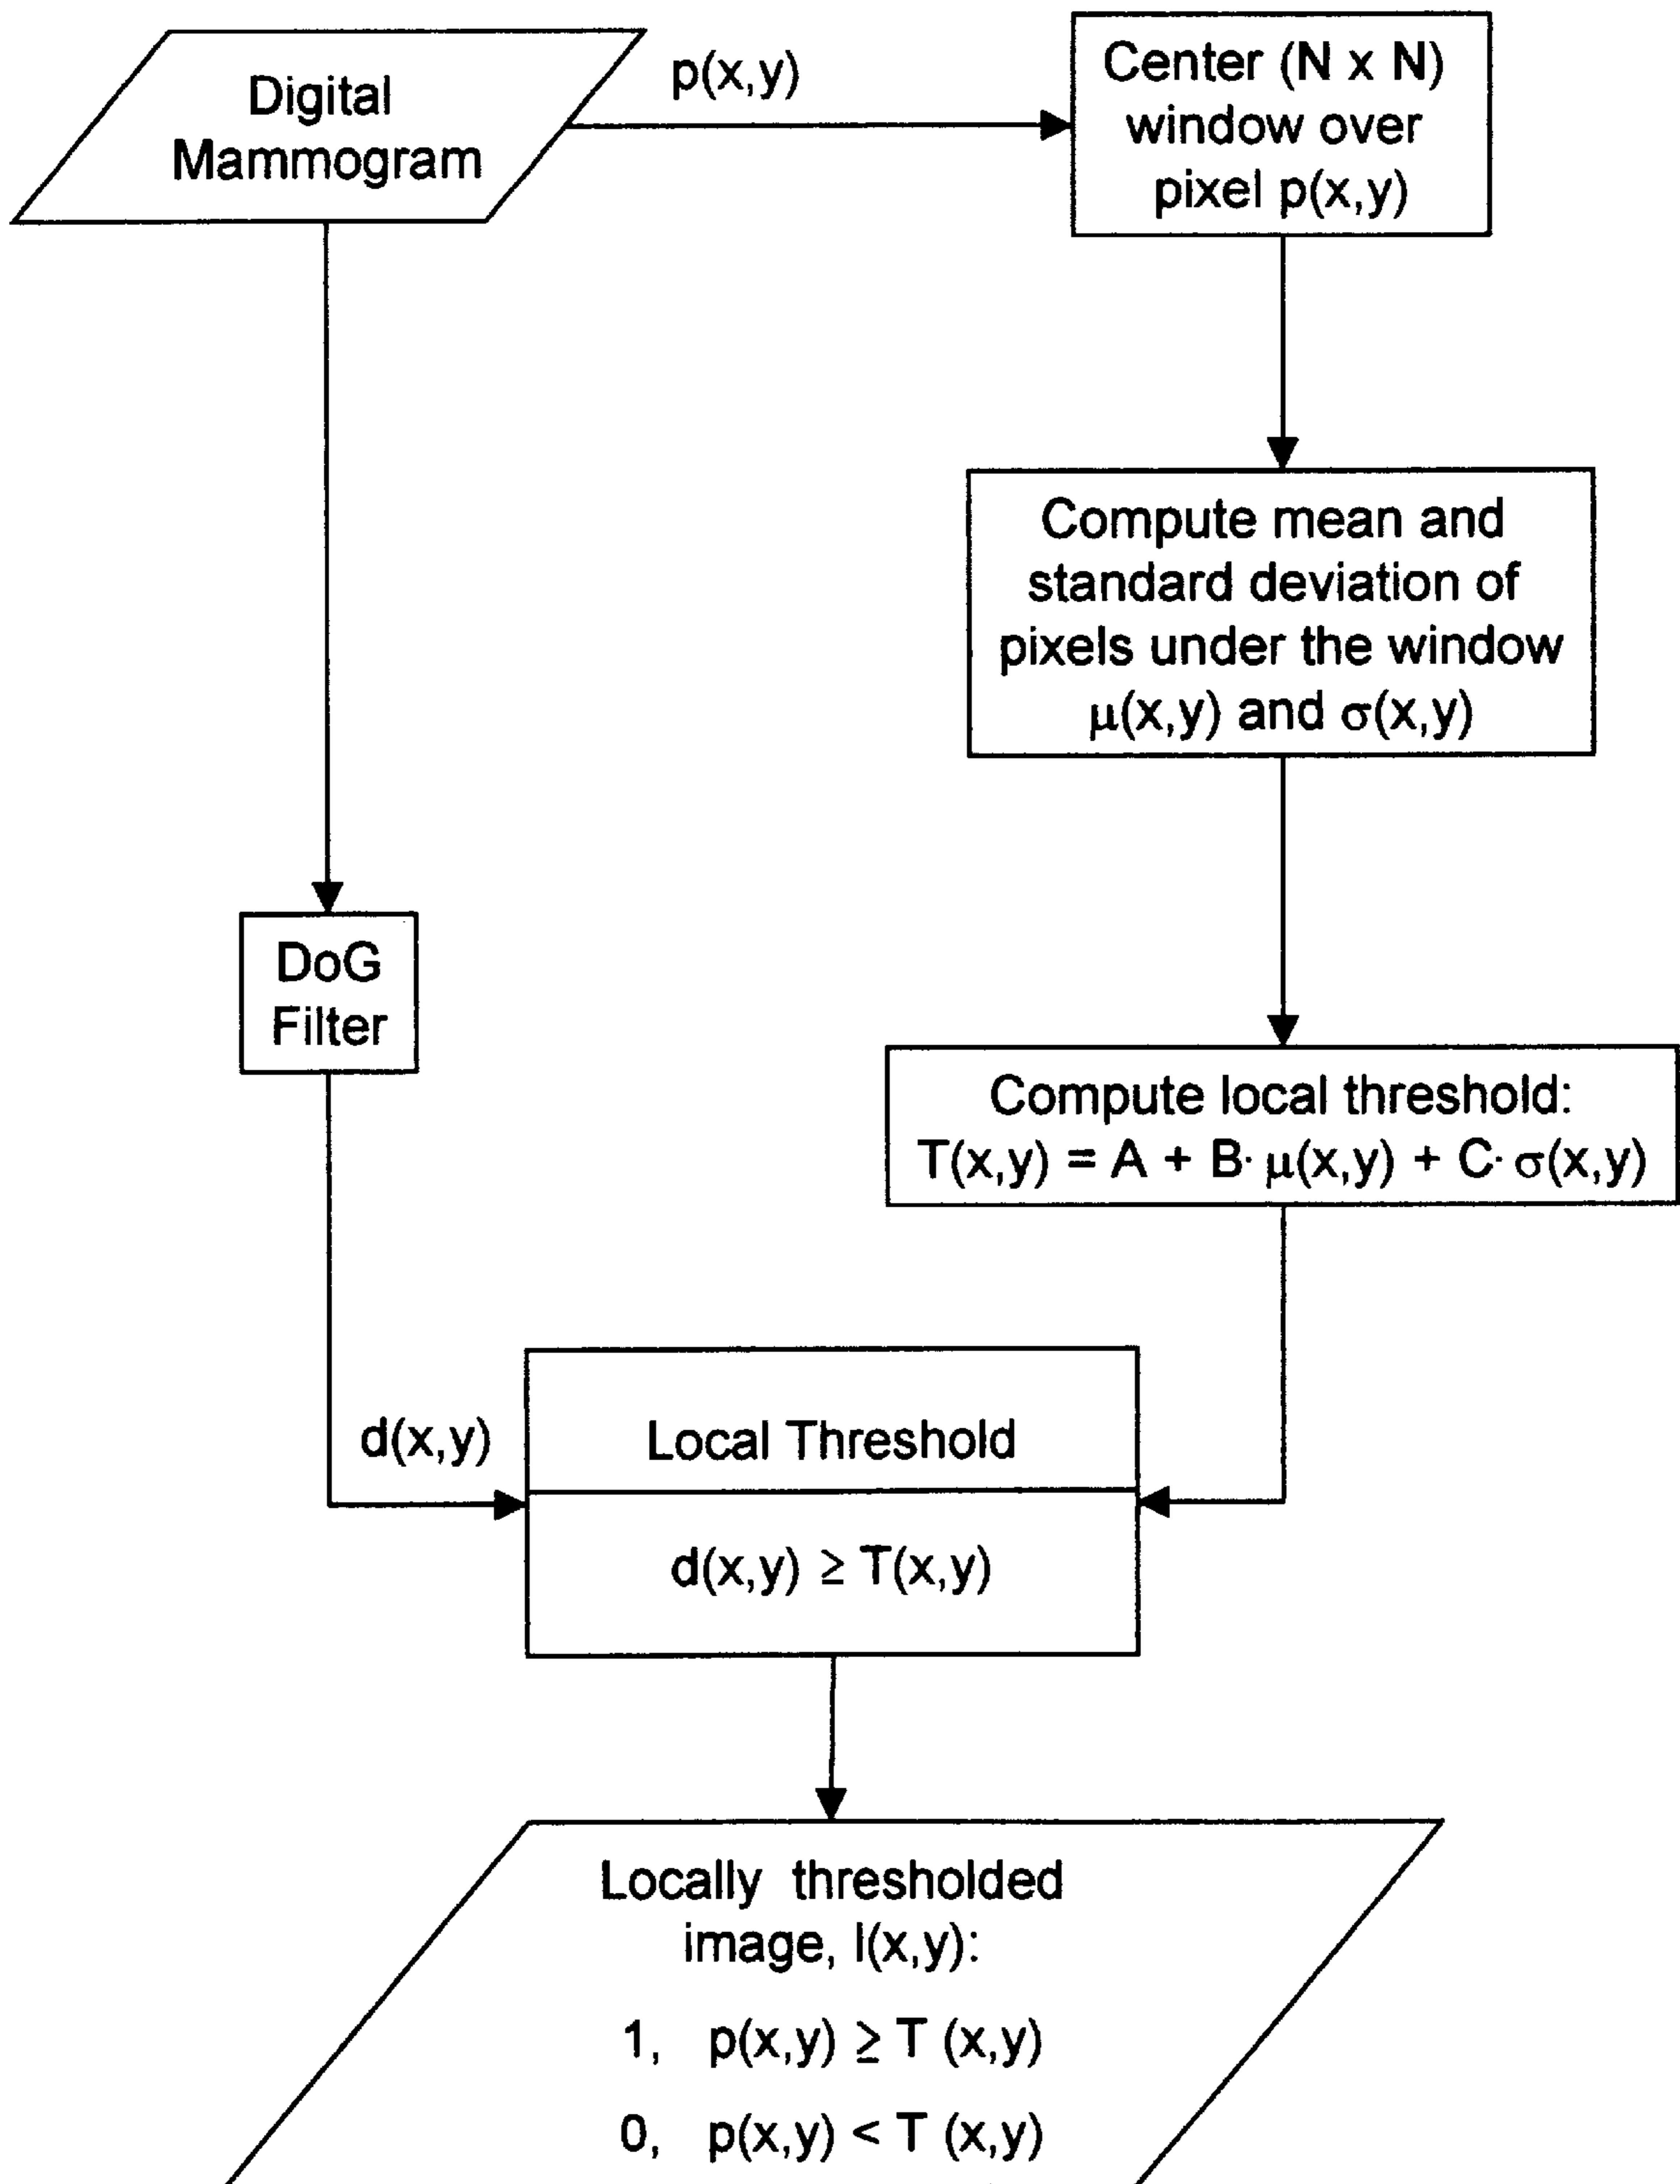 Digital
Mammogram
p(x,y)
Center (N x N)
window over
pixel p(x,y)
Compute mean and
standard deviation of
pixels under the window
μ(x,y) and σ(x,y)
DoG
Filter
Compute local threshold:
T(x,y) = A + B· μ(x,y) + C· σ(x,y)
d(x,y)
Local Threshold
d(x,y) ≥ T(x,y)
Locally thresholded
image, I(x,y):
1, p(x,y) ≥ T (x,y)
0, p(x,y) < T (x,y)